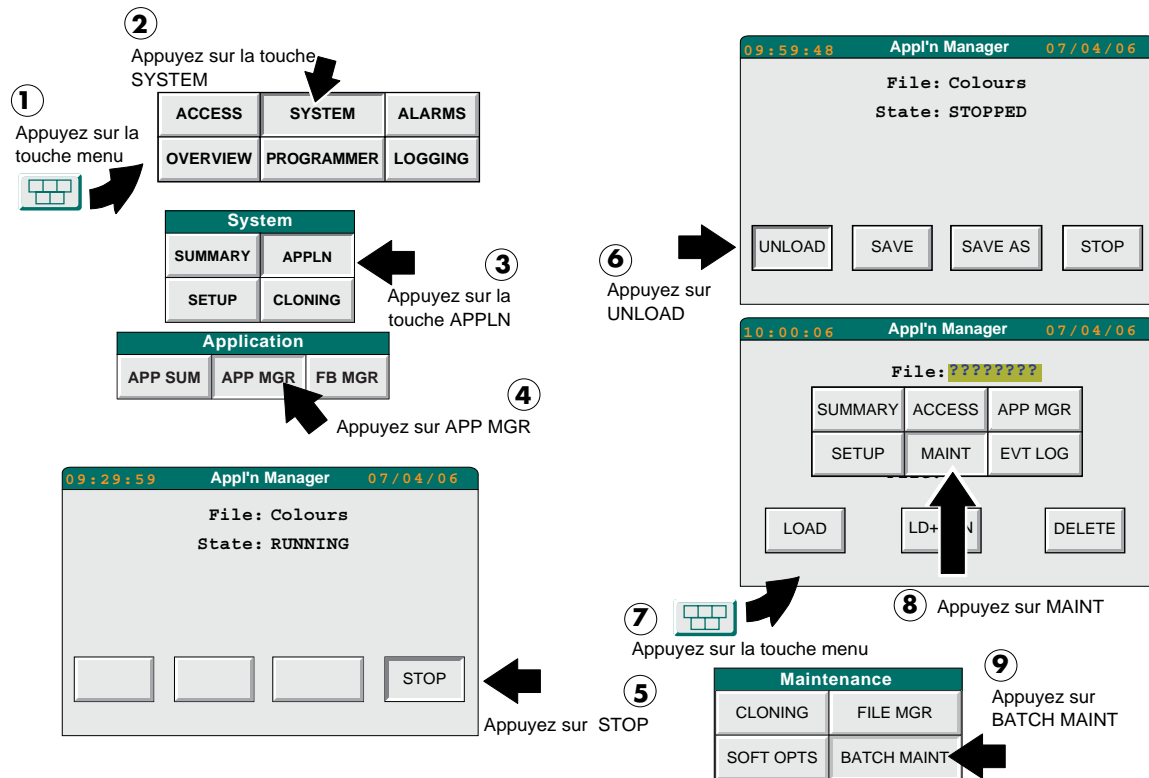 2
Appuyez sur la touche
SYSTEM
1
Appuyez sur la
touche menu
ACCESS SYSTEM ALARMS
OVERVIEW PROGRAMMER LOGGING
System
SUMMARY APPLN
SETUP CLONING
3
Appuyez sur la
touche APPLN
Application
APP SUM APP MGR FB MGR
4
Appuyez sur APP MGR
09:29:59 Appl'n Manager 07/04/06
File: Colours
State: RUNNING
STOP
5
Appuyez sur STOP
09:59:48 Appl'n Manager 07/04/06
File: Colours
State: STOPPED
UNLOAD SAVE SAVE AS STOP
6
Appuyez sur
UNLOAD
10:00:06 Appl'n Manager 07/04/06
File: ????????
SUMMARY ACCESS APP MGR
SETUP MAINT EVT LOG
LOAD DELETE
7
Appuyez sur la touche menu
8 Appuyez sur MAINT
Maintenance
CLONING FILE MGR
SOFT OPTS BATCH MAINT
9
Appuyez sur
BATCH MAINT